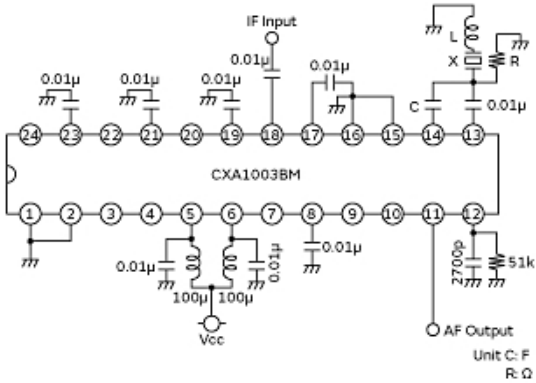 IF Input
L
X
R
0.01μ
0.01μ 0.01μ 0.01μ 0.01μ
C 0.01μ
24 23 22 21 20 19 18 17 16 15 14 13
CXA1003BM
1 2 3 4 5 6 7 8 9 10 11 12
0.01μ 0.01μ 0.01μ 2700p 51k
100μ 100μ
Vcc
AF Output
Unit C: F
R: Ω